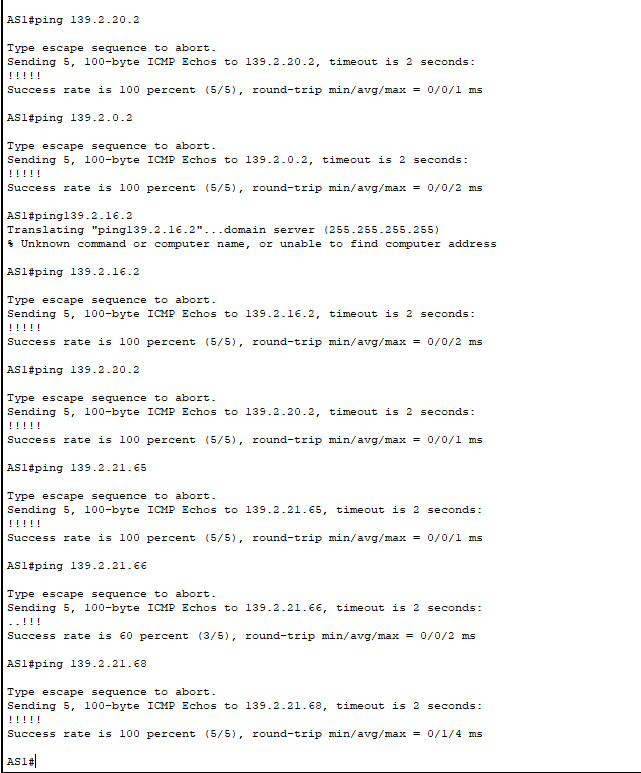 AS1#ping 139.2.20.2
Type escape sequence to abort.
Sending 5, 100-byte ICMP Echos to 139.2.20.2, timeout is 2 seconds:
!!!!!
Success rate is 100 percent (5/5), round-trip min/avg/max = 0/0/1 ms
AS1#ping 139.2.0.2
Type escape sequence to abort.
Sending 5, 100-byte ICMP Echos to 139.2.0.2, timeout is 2 seconds:
!!!!!
Success rate is 100 percent (5/5), round-trip min/avg/max = 0/0/2 ms
AS1#ping139.2.16.2
Translating "ping139.2.16.2"...domain server (255.255.255.255)
% Unknown command or computer name, or unable to find computer address
AS1#ping 139.2.16.2
Type escape sequence to abort.
Sending 5, 100-byte ICMP Echos to 139.2.16.2, timeout is 2 seconds:
!!!!!
Success rate is 100 percent (5/5), round-trip min/avg/max = 0/0/2 ms
AS1#ping 139.2.20.2
Type escape sequence to abort.
Sending 5, 100-byte ICMP Echos to 139.2.20.2, timeout is 2 seconds:
!!!!!
Success rate is 100 percent (5/5), round-trip min/avg/max = 0/0/1 ms
AS1#ping 139.2.21.65
Type escape sequence to abort.
Sending 5, 100-byte ICMP Echos to 139.2.21.65, timeout is 2 seconds:
!!!!!
Success rate is 100 percent (5/5), round-trip min/avg/max = 0/0/1 ms
AS1#ping 139.2.21.66
Type escape sequence to abort.
Sending 5, 100-byte ICMP Echos to 139.2.21.66, timeout is 2 seconds:
..!!!
Success rate is 60 percent (3/5), round-trip min/avg/max = 0/0/2 ms
AS1#ping 139.2.21.68
Type escape sequence to abort.
Sending 5, 100-byte ICMP Echos to 139.2.21.68, timeout is 2 seconds:
!!!!!
Success rate is 100 percent (5/5), round-trip min/avg/max = 0/1/4 ms
AS1#